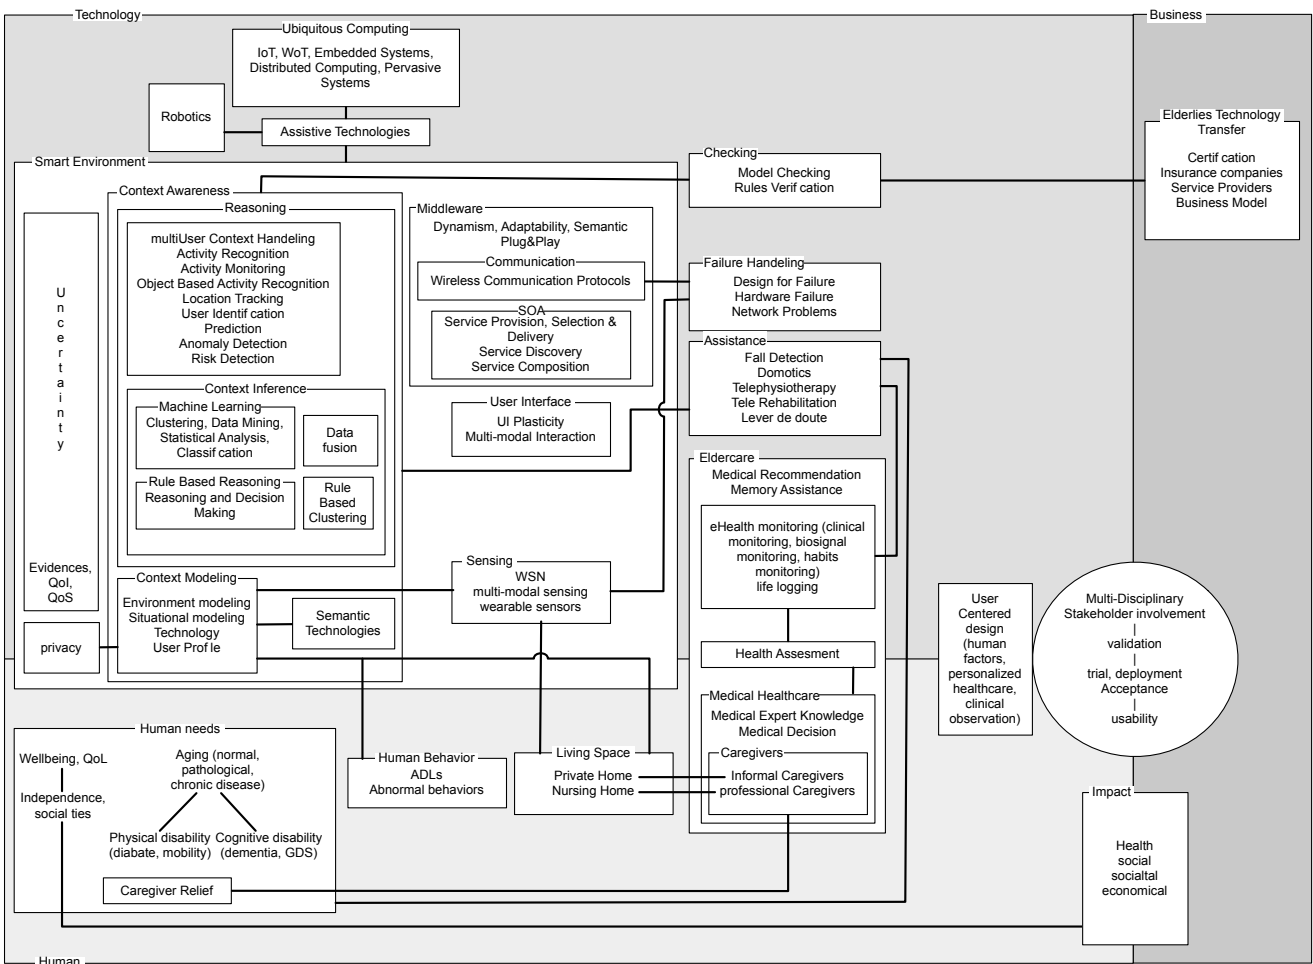 Technology
Business
Ubiquitous Computing
IoT, WoT, Embedded Systems,
Distributed Computing, Pervasive
Systems
Robotics
Assistive Technologies
Elderlies Technology
Transfer
Certif cation
Insurance companies
Service Providers
Business Model
Smart Environment
Checking
Model Checking
Rules Verif cation
Context Awareness
Reasoning
multiUser Context Handeling
Activity Recognition
Activity Monitoring
Object Based Activity Recognition
Location Tracking
User Identif cation
Prediction
Anomaly Detection
Risk Detection
Middleware
Dynamism, Adaptability, Semantic
Plug&Play
Communication
Wireless Communication Protocols
SOA
Service Provision, Selection &
Delivery
Service Discovery
Service Composition
Failure Handeling
Design for Failure
Hardware Failure
Network Problems
Uncertainty
Evidences,
QoI,
QoS
Assistance
Fall Detection
Domotics
Telephysiotherapy
Tele Rehabilitation
Lever de doute
Context Inference
Machine Learning
Clustering, Data Mining,
Statistical Analysis,
Classif cation
Data
fusion
Rule Based Reasoning
Reasoning and Decision
Making
Rule
Based
Clustering
User Interface
UI Plasticity
Multi-modal Interaction
Eldercare
Medical Recommendation
Memory Assistance
eHealth monitoring (clinical
monitoring, biosignal
monitoring, habits
monitoring)
life logging
Sensing
WSN
multi-modal sensing
wearable sensors
Context Modeling
Environment modeling
Situational modeling
Technology
User Prof le
Semantic
Technologies
privacy
Health Assesment
User
Centered
design
(human
factors,
personalized
healthcare,
clinical
observation)
Multi-Disciplinary
Stakeholder involvement
|
validation
|
trial, deployment
Acceptance
|
usability
Medical Healthcare
Medical Expert Knowledge
Medical Decision
Caregivers
Informal Caregivers
professional Caregivers
Human needs
Wellbeing, QoL
Independence,
social ties
Aging (normal,
pathological,
chronic disease)
Physical disability
(diabate, mobility)
Cognitive disability
(dementia, GDS)
Caregiver Relief
Human Behavior
ADLs
Abnormal behaviors
Living Space
Private Home
Nursing Home
Impact
Health
social
socialtal
economical
Human